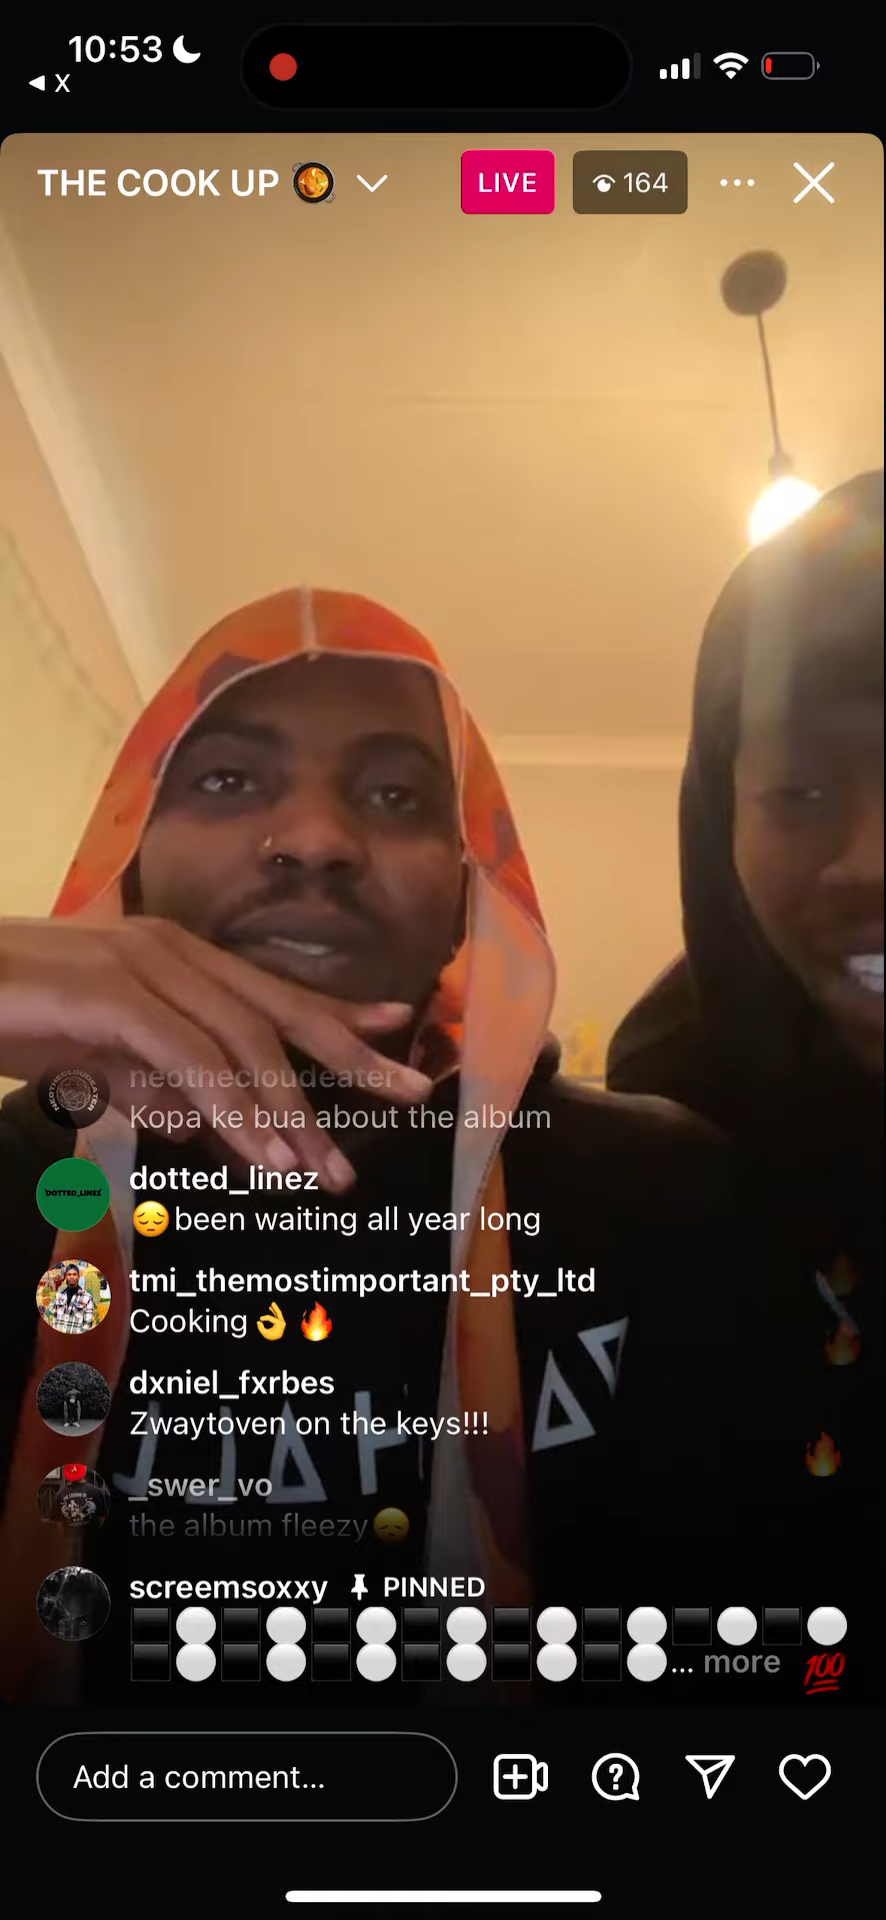 10:53
X
THE COOK UP 🥘
LIVE
164
neothecloudeater
Kopa ke bua about the album
dotted_linez
😔been waiting all year long
tmi_themostimportant_pty_ltd
Cooking👌🔥
dxniel_fxrbes
Zwaytoven on the keys!!!
_swer_vo
the album fleezy😞
screemsoxxy PINNED
⬛⚪⬛⚪⬛⚪⬛⚪⬛⚪⬛⚪⬛⚪⬛⚪
⬛⚪⬛⚪⬛⚪⬛⚪⬛⚪⬛⚪... more 💯
Add a comment...